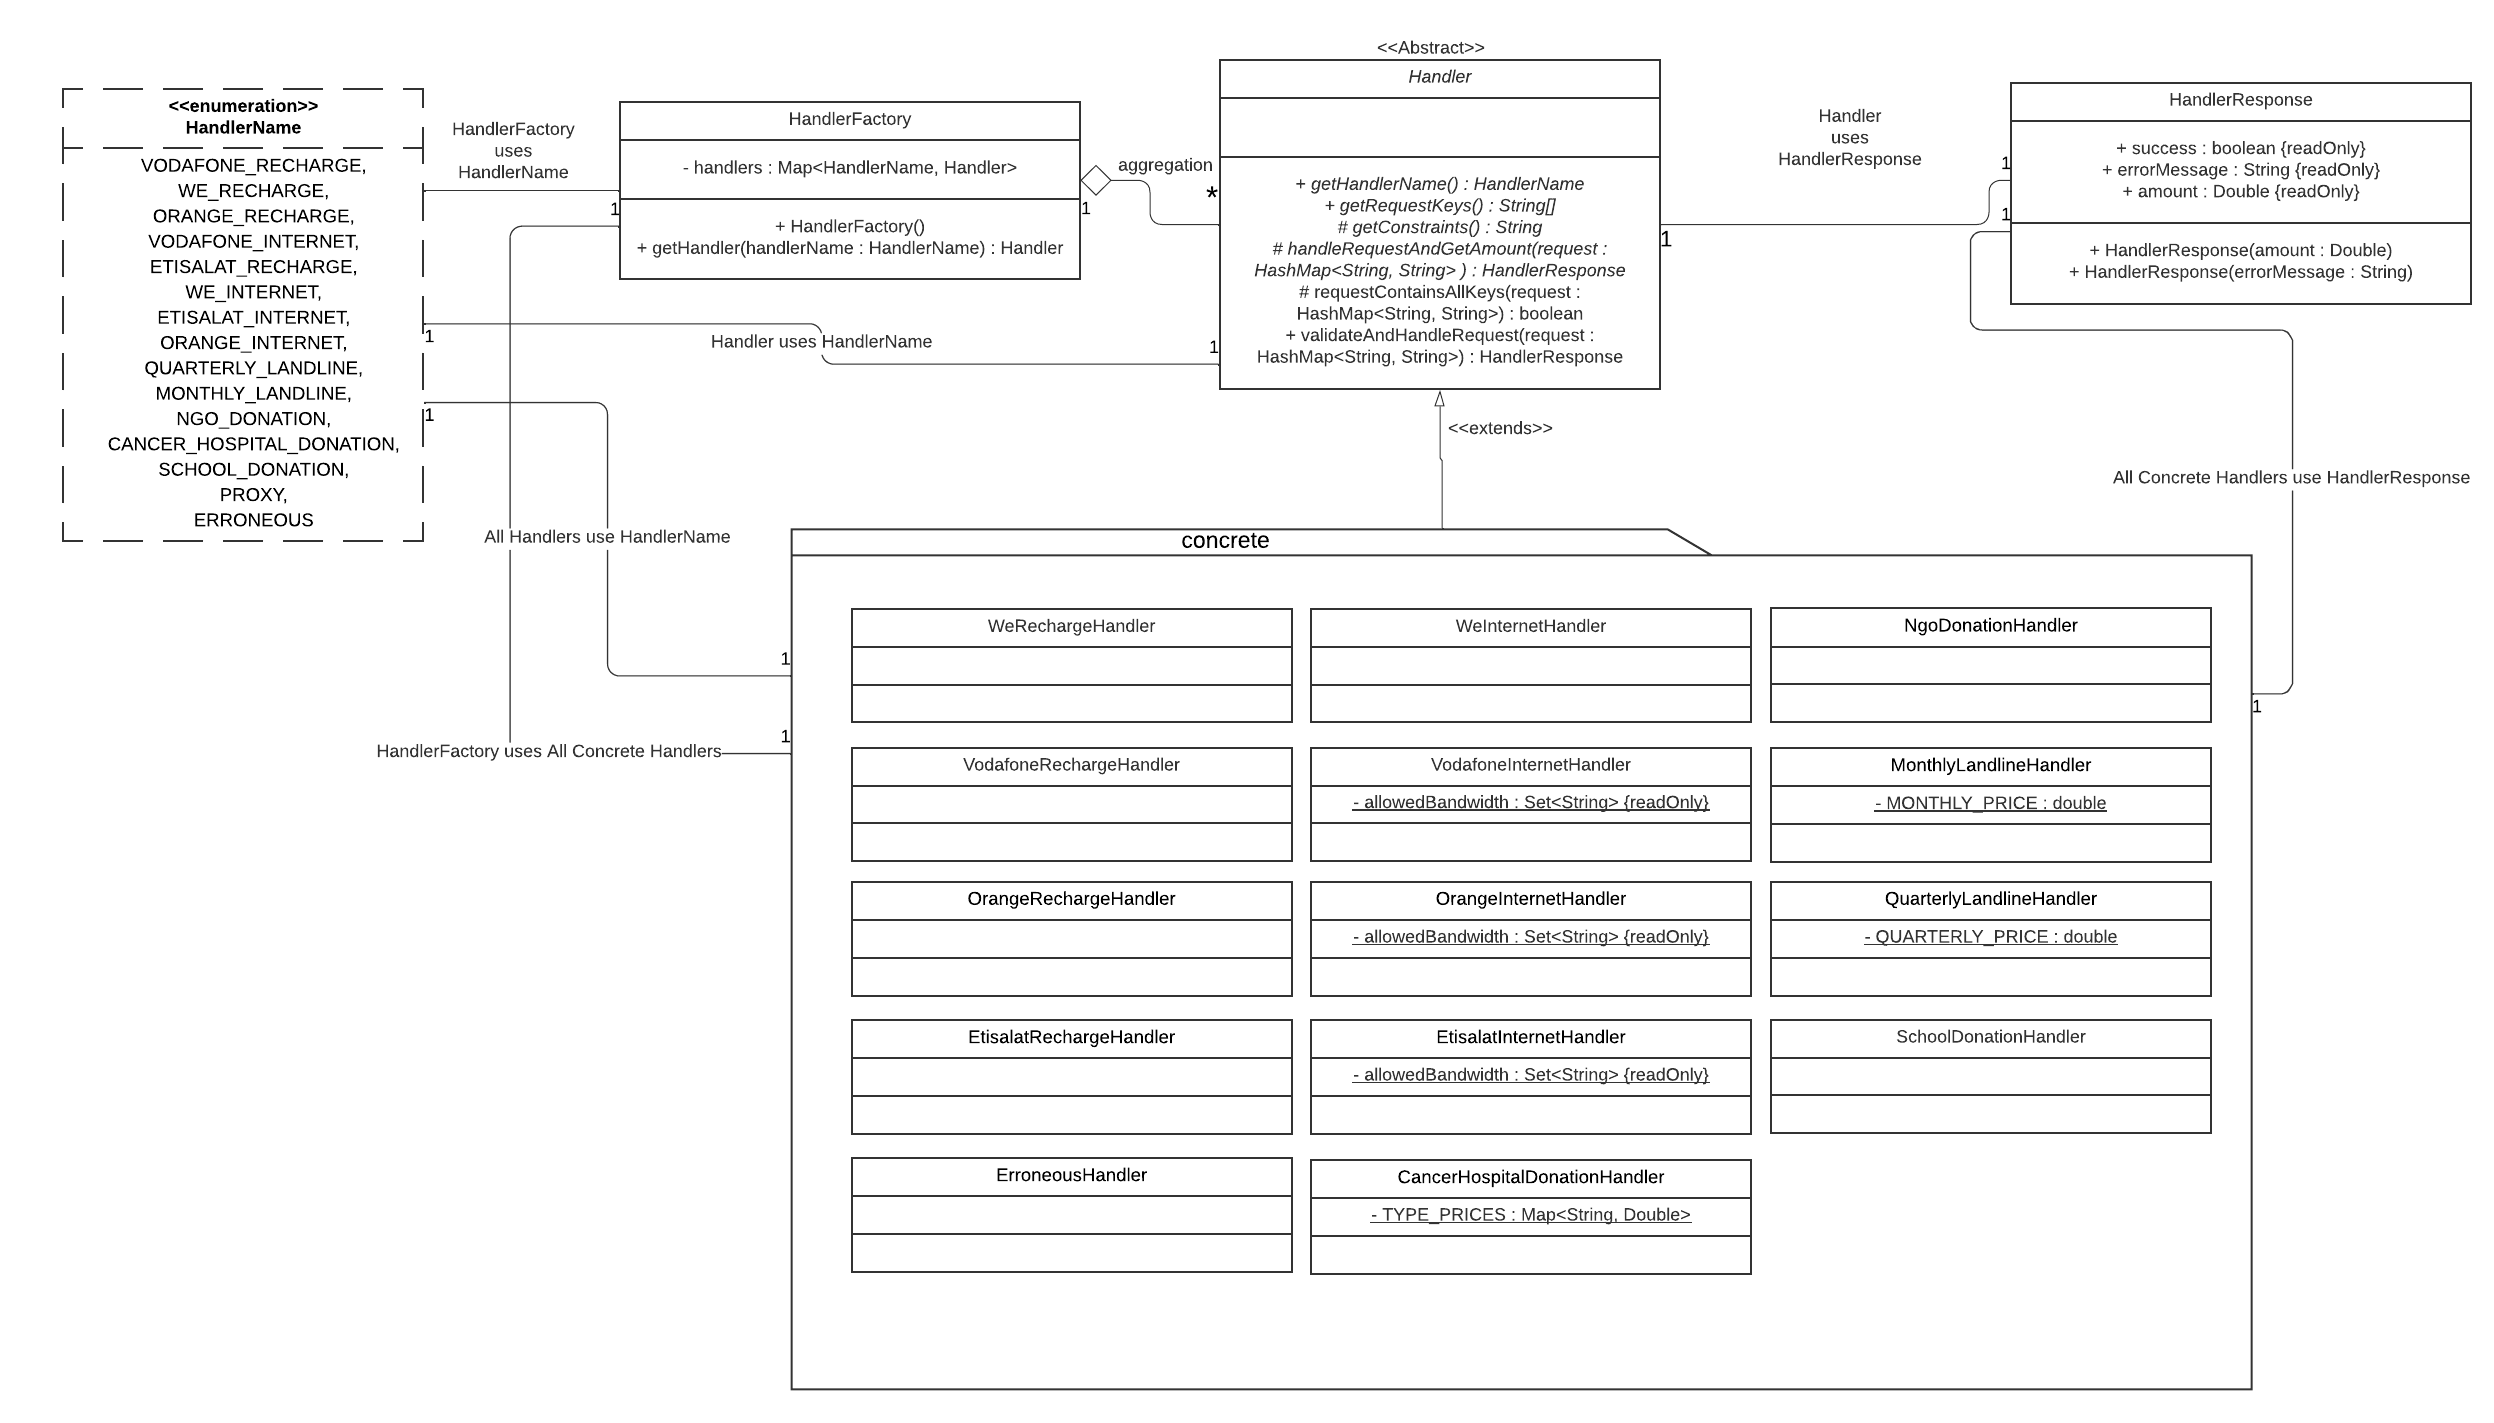 <<enumeration>>
HandlerName
VODAFONE_RECHARGE,
WE_RECHARGE,
ORANGE_RECHARGE,
VODAFONE_INTERNET,
ETISALAT_RECHARGE,
WE_INTERNET,
ETISALAT_INTERNET,
ORANGE_INTERNET,
QUARTERLY_LANDLINE,
MONTHLY_LANDLINE,
NGO_DONATION,
CANCER_HOSPITAL_DONATION,
SCHOOL_DONATION,
PROXY,
ERRONEOUS
HandlerFactory
uses
HandlerName
1
1
1
HandlerFactory
- handlers : Map<HandlerName, Handler>
+ HandlerFactory()
+ getHandler(handlerName : HandlerName) : Handler
1
aggregation
*
Handler uses HandlerName
1
<<Abstract>>
Handler
+ getHandlerName() : HandlerName
+ getRequestKeys() : String[]
# getConstraints() : String
# handleRequestAndGetAmount(request :
HashMap<String, String> ) : HandlerResponse
# requestContainsAllKeys(request :
HashMap<String, String>) : boolean
+ validateAndHandleRequest(request :
HashMap<String, String>) : HandlerResponse
1
Handler
uses
HandlerResponse
1
1
HandlerResponse
+ success : boolean {readOnly}
+ errorMessage : String {readOnly}
+ amount : Double {readOnly}
+ HandlerResponse(amount : Double)
+ HandlerResponse(errorMessage : String)
<<extends>>
All Concrete Handlers use HandlerResponse
All Handlers use HandlerName
1
HandlerFactory uses All Concrete Handlers
1
1
concrete
WeRechargeHandler
WeInternetHandler
NgoDonationHandler
VodafoneRechargeHandler
VodafoneInternetHandler
- allowedBandwidth : Set<String> {readOnly}
MonthlyLandlineHandler
- MONTHLY_PRICE : double
OrangeRechargeHandler
OrangeInternetHandler
- allowedBandwidth : Set<String> {readOnly}
QuarterlyLandlineHandler
- QUARTERLY_PRICE : double
EtisalatRechargeHandler
EtisalatInternetHandler
- allowedBandwidth : Set<String> {readOnly}
SchoolDonationHandler
ErroneousHandler
CancerHospitalDonationHandler
- TYPE_PRICES : Map<String, Double>